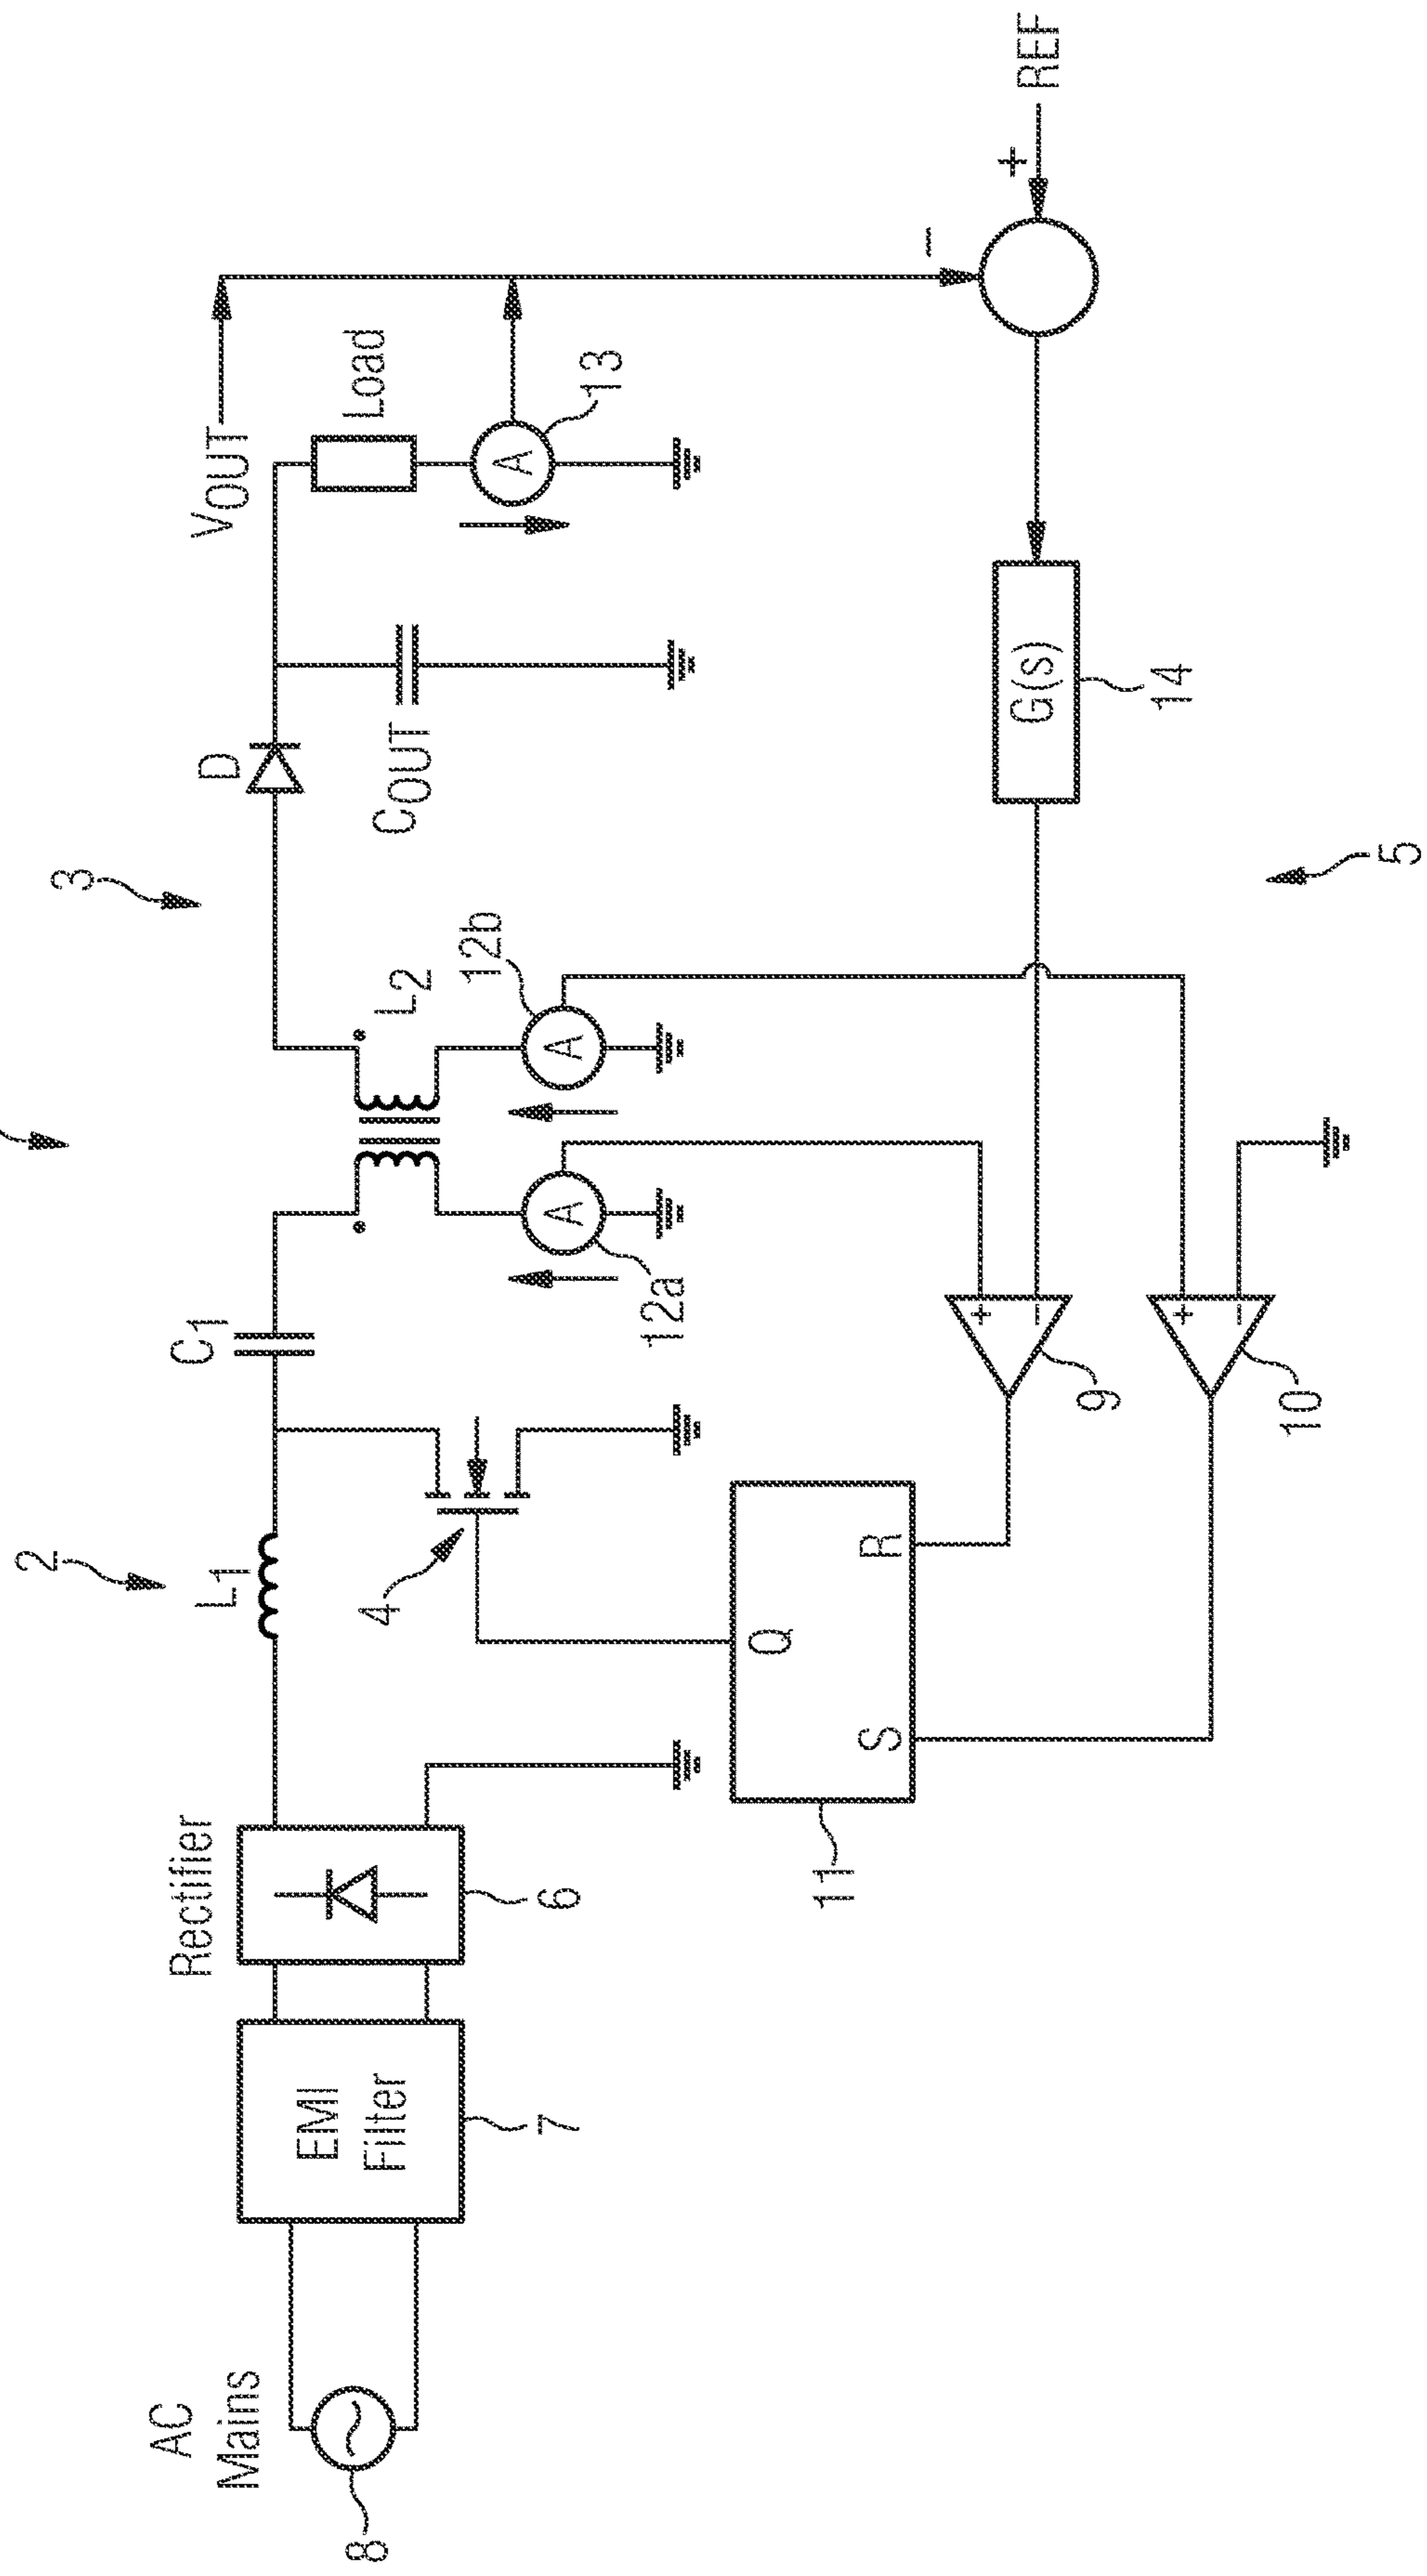 AC
Mains
8
EMI
Filter
7
Rectifier
6
2
L1
4
C1
12a
A
L2
12b
A
3
D
COUT
VOUT
Load
A
13
11
Q
S
R
+
−
9
+
−
10
G(s)
14
5
−
+
REF